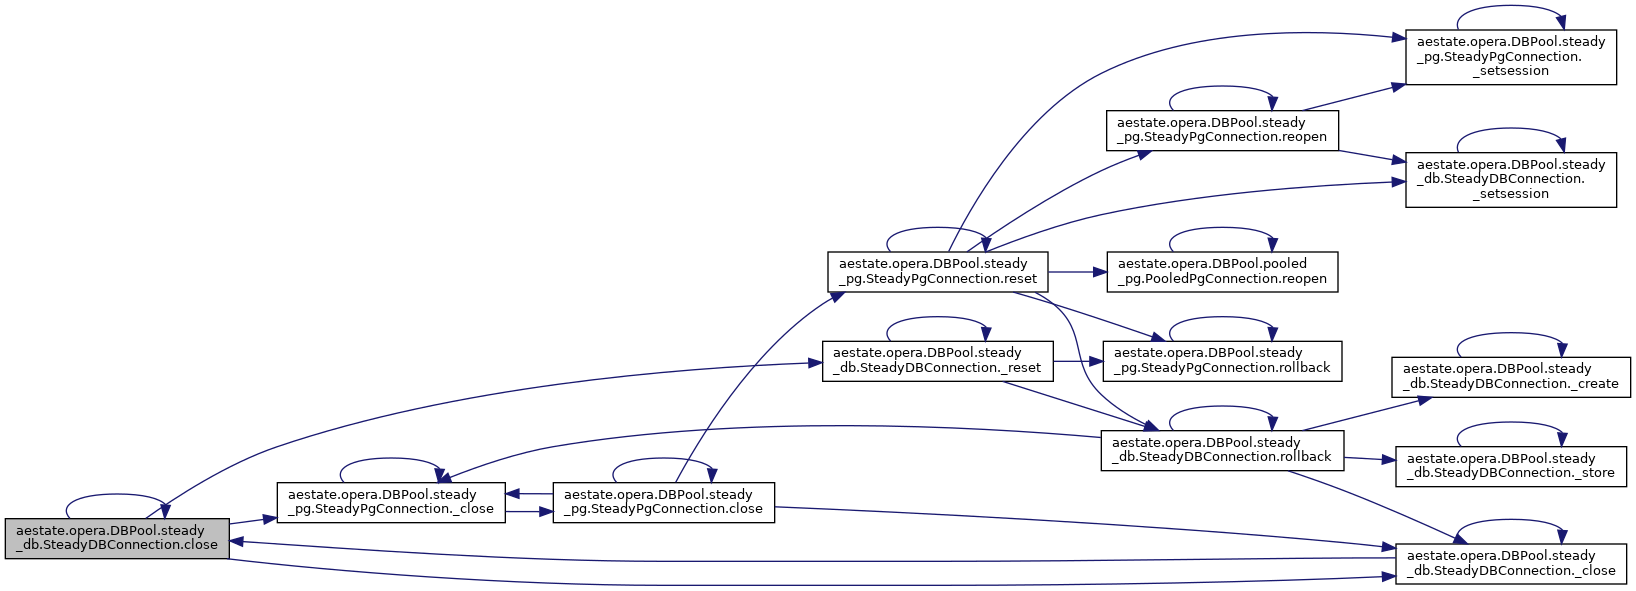 aestate.opera.DBPool.steady
_pg.SteadyPgConnection.
_setsession
aestate.opera.DBPool.steady
_pg.SteadyPgConnection.reopen
aestate.opera.DBPool.steady
_db.SteadyDBConnection.
_setsession
aestate.opera.DBPool.steady
_pg.SteadyPgConnection.reset
aestate.opera.DBPool.pooled
_pg.PooledPgConnection.reopen
aestate.opera.DBPool.steady
_db.SteadyDBConnection._reset
aestate.opera.DBPool.steady
_pg.SteadyPgConnection.rollback
aestate.opera.DBPool.steady
_db.SteadyDBConnection._create
aestate.opera.DBPool.steady
_db.SteadyDBConnection.rollback
aestate.opera.DBPool.steady
_db.SteadyDBConnection._store
aestate.opera.DBPool.steady
_pg.SteadyPgConnection._close
aestate.opera.DBPool.steady
_pg.SteadyPgConnection.close
aestate.opera.DBPool.steady
_db.SteadyDBConnection.close
aestate.opera.DBPool.steady
_db.SteadyDBConnection._close